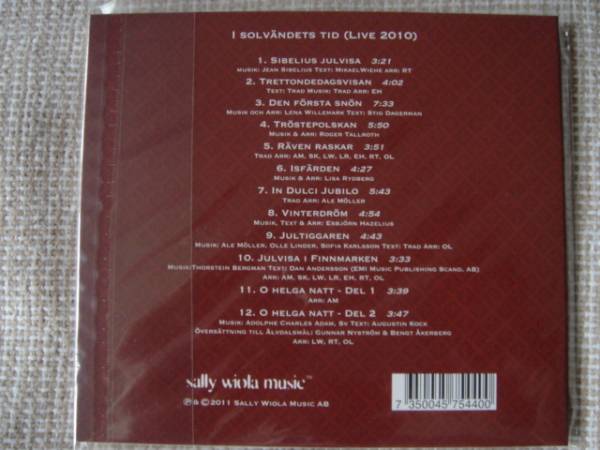 I solvändets tid (Live 2010)
1. Sibelius julvisa 3:21
musik: Jean Sibelius Text: MikaelWiehe arr: RT
2. Trettondedagsvisan 4:02
Text: Trad Musik: Trad Arr: EH
3. Den första snön 7:33
Musik och Arr: Lena Willemark Text: Stig Dagerman
4. Tröstepolskan 5:50
Musik & Arr: Roger Tallroth
5. Räven raskar 3:51
Trad Arr: AM, SK, LW, LR, EH, RT, OL
6. Isfärden 4:27
Musik & Arr: Lisa Rydberg
7. In Dulci Jubilo 5:43
Trad Arr: Ale Möller
8. Vinterdröm 4:54
Musik, Text & Arr: Esbjörn Hazelius
9. Jultiggaren 4:43
Musik: Ale Möller, Olle Linder, Sofia Karlsson Text: Trad Arr: OL
10. Julvisa i Finnmarken 3:33
Musik:Thorstein Bergman Text: Dan Andersson (EMI Music Publishing Scand. AB)
Arr: AM, SK, LW, LR, EH, RT, OL
11. O helga natt - Del 1 3:39
Arr: AM
12. O helga natt - Del 2 3:47
Musik: Adolphe Charles Adam, Sv Text: Augustin Kock
Översättning till Älvdalsmål: Gunnar Nyström & Bengt Åkerberg
Arr: LW, RT, OL
sally wiola music™
℗ & © 2011 Sally Wiola Music AB
7 350045 754400